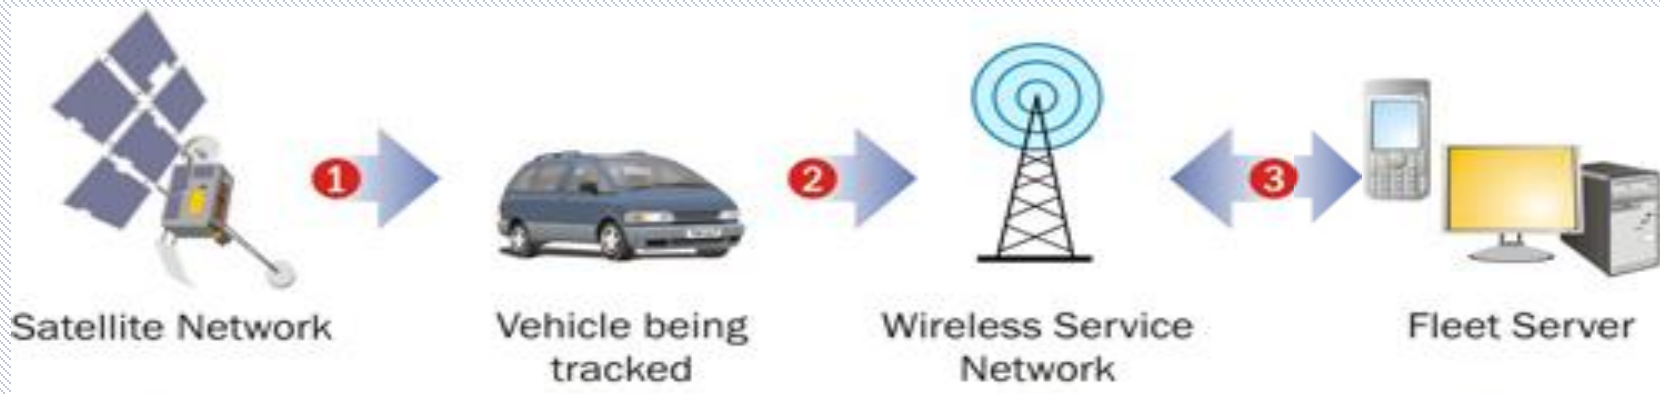 1
2
3
Satellite Network
Vehicle being
tracked
Wireless Service
Network
Fleet Server